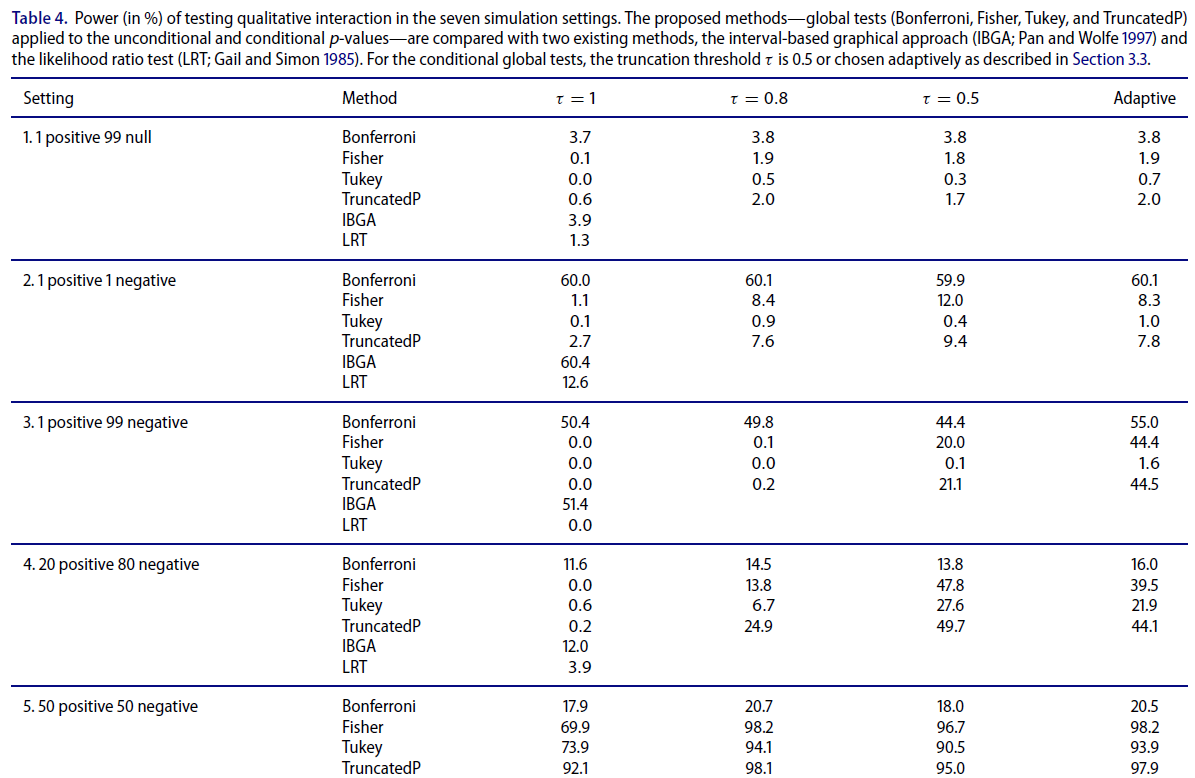 Table 4. Power (in %) of testing qualitative interaction in the seven simulation settings. The proposed methods—global tests (Bonferroni, Fisher, Tukey, and TruncatedP)
applied to the unconditional and conditional p-values—are compared with two existing methods, the interval-based graphical approach (IBGA; Pan and Wolfe 1997) and
the likelihood ratio test (LRT; Gail and Simon 1985). For the conditional global tests, the truncation threshold τ is 0.5 or chosen adaptively as described in Section 3.3.
Setting Method τ = 1 τ = 0.8 τ = 0.5 Adaptive
1. 1 positive 99 null Bonferroni 3.7 3.8 3.8 3.8
Fisher 0.1 1.9 1.8 1.9
Tukey 0.0 0.5 0.3 0.7
TruncatedP 0.6 2.0 1.7 2.0
IBGA 3.9
LRT 1.3
2. 1 positive 1 negative Bonferroni 60.0 60.1 59.9 60.1
Fisher 1.1 8.4 12.0 8.3
Tukey 0.1 0.9 0.4 1.0
TruncatedP 2.7 7.6 9.4 7.8
IBGA 60.4
LRT 12.6
3. 1 positive 99 negative Bonferroni 50.4 49.8 44.4 55.0
Fisher 0.0 0.1 20.0 44.4
Tukey 0.0 0.0 0.1 1.6
TruncatedP 0.0 0.2 21.1 44.5
IBGA 51.4
LRT 0.0
4. 20 positive 80 negative Bonferroni 11.6 14.5 13.8 16.0
Fisher 0.0 13.8 47.8 39.5
Tukey 0.6 6.7 27.6 21.9
TruncatedP 0.2 24.9 49.7 44.1
IBGA 12.0
LRT 3.9
5. 50 positive 50 negative Bonferroni 17.9 20.7 18.0 20.5
Fisher 69.9 98.2 96.7 98.2
Tukey 73.9 94.1 90.5 93.9
TruncatedP 92.1 98.1 95.0 97.9